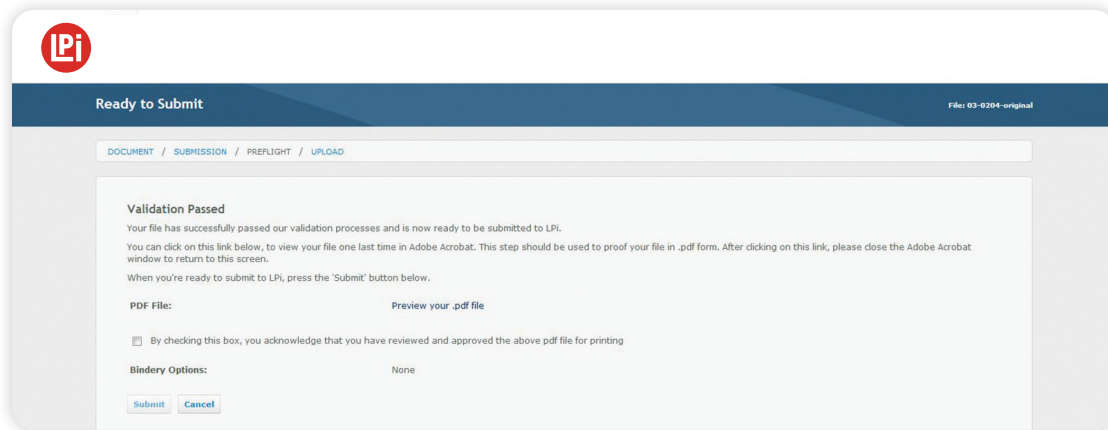 LPi
Ready to Submit
File: 03-0204-original
DOCUMENT / SUBMISSION / PREFLIGHT / UPLOAD
Validation Passed
Your file has successfully passed our validation processes and is now ready to be submitted to LPi.
You can click on this link below, to view your file one last time in Adobe Acrobat. This step should be used to proof your file in .pdf form. After clicking on this link, please close the Adobe Acrobat
window to return to this screen.
When you're ready to submit to LPi, press the 'Submit' button below.
PDF File: Preview your .pdf file
By checking this box, you acknowledge that you have reviewed and approved the above pdf file for printing
Bindery Options: None
Submit Cancel